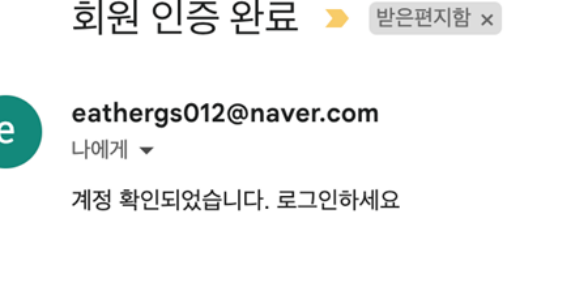 회원 인증 완료 받은편지함 ×
e
eathergs012@naver.com
나에게
계정 확인되었습니다. 로그인하세요